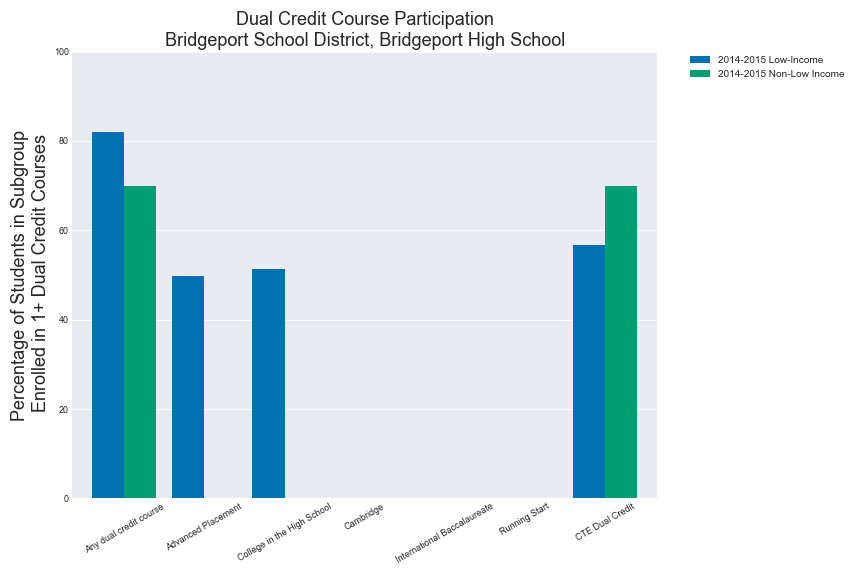 Dual Credit Course Participation
Bridgeport School District, Bridgeport High School
2014-2015 Low-Income
2014-2015 Non-Low Income
Percentage of Students in Subgroup
Enrolled in 1+ Dual Credit Courses
100
80
60
40
20
0
Any dual credit course
Advanced Placement
College in the High School
Cambridge
International Baccalaureate
Running Start
CTE Dual Credit